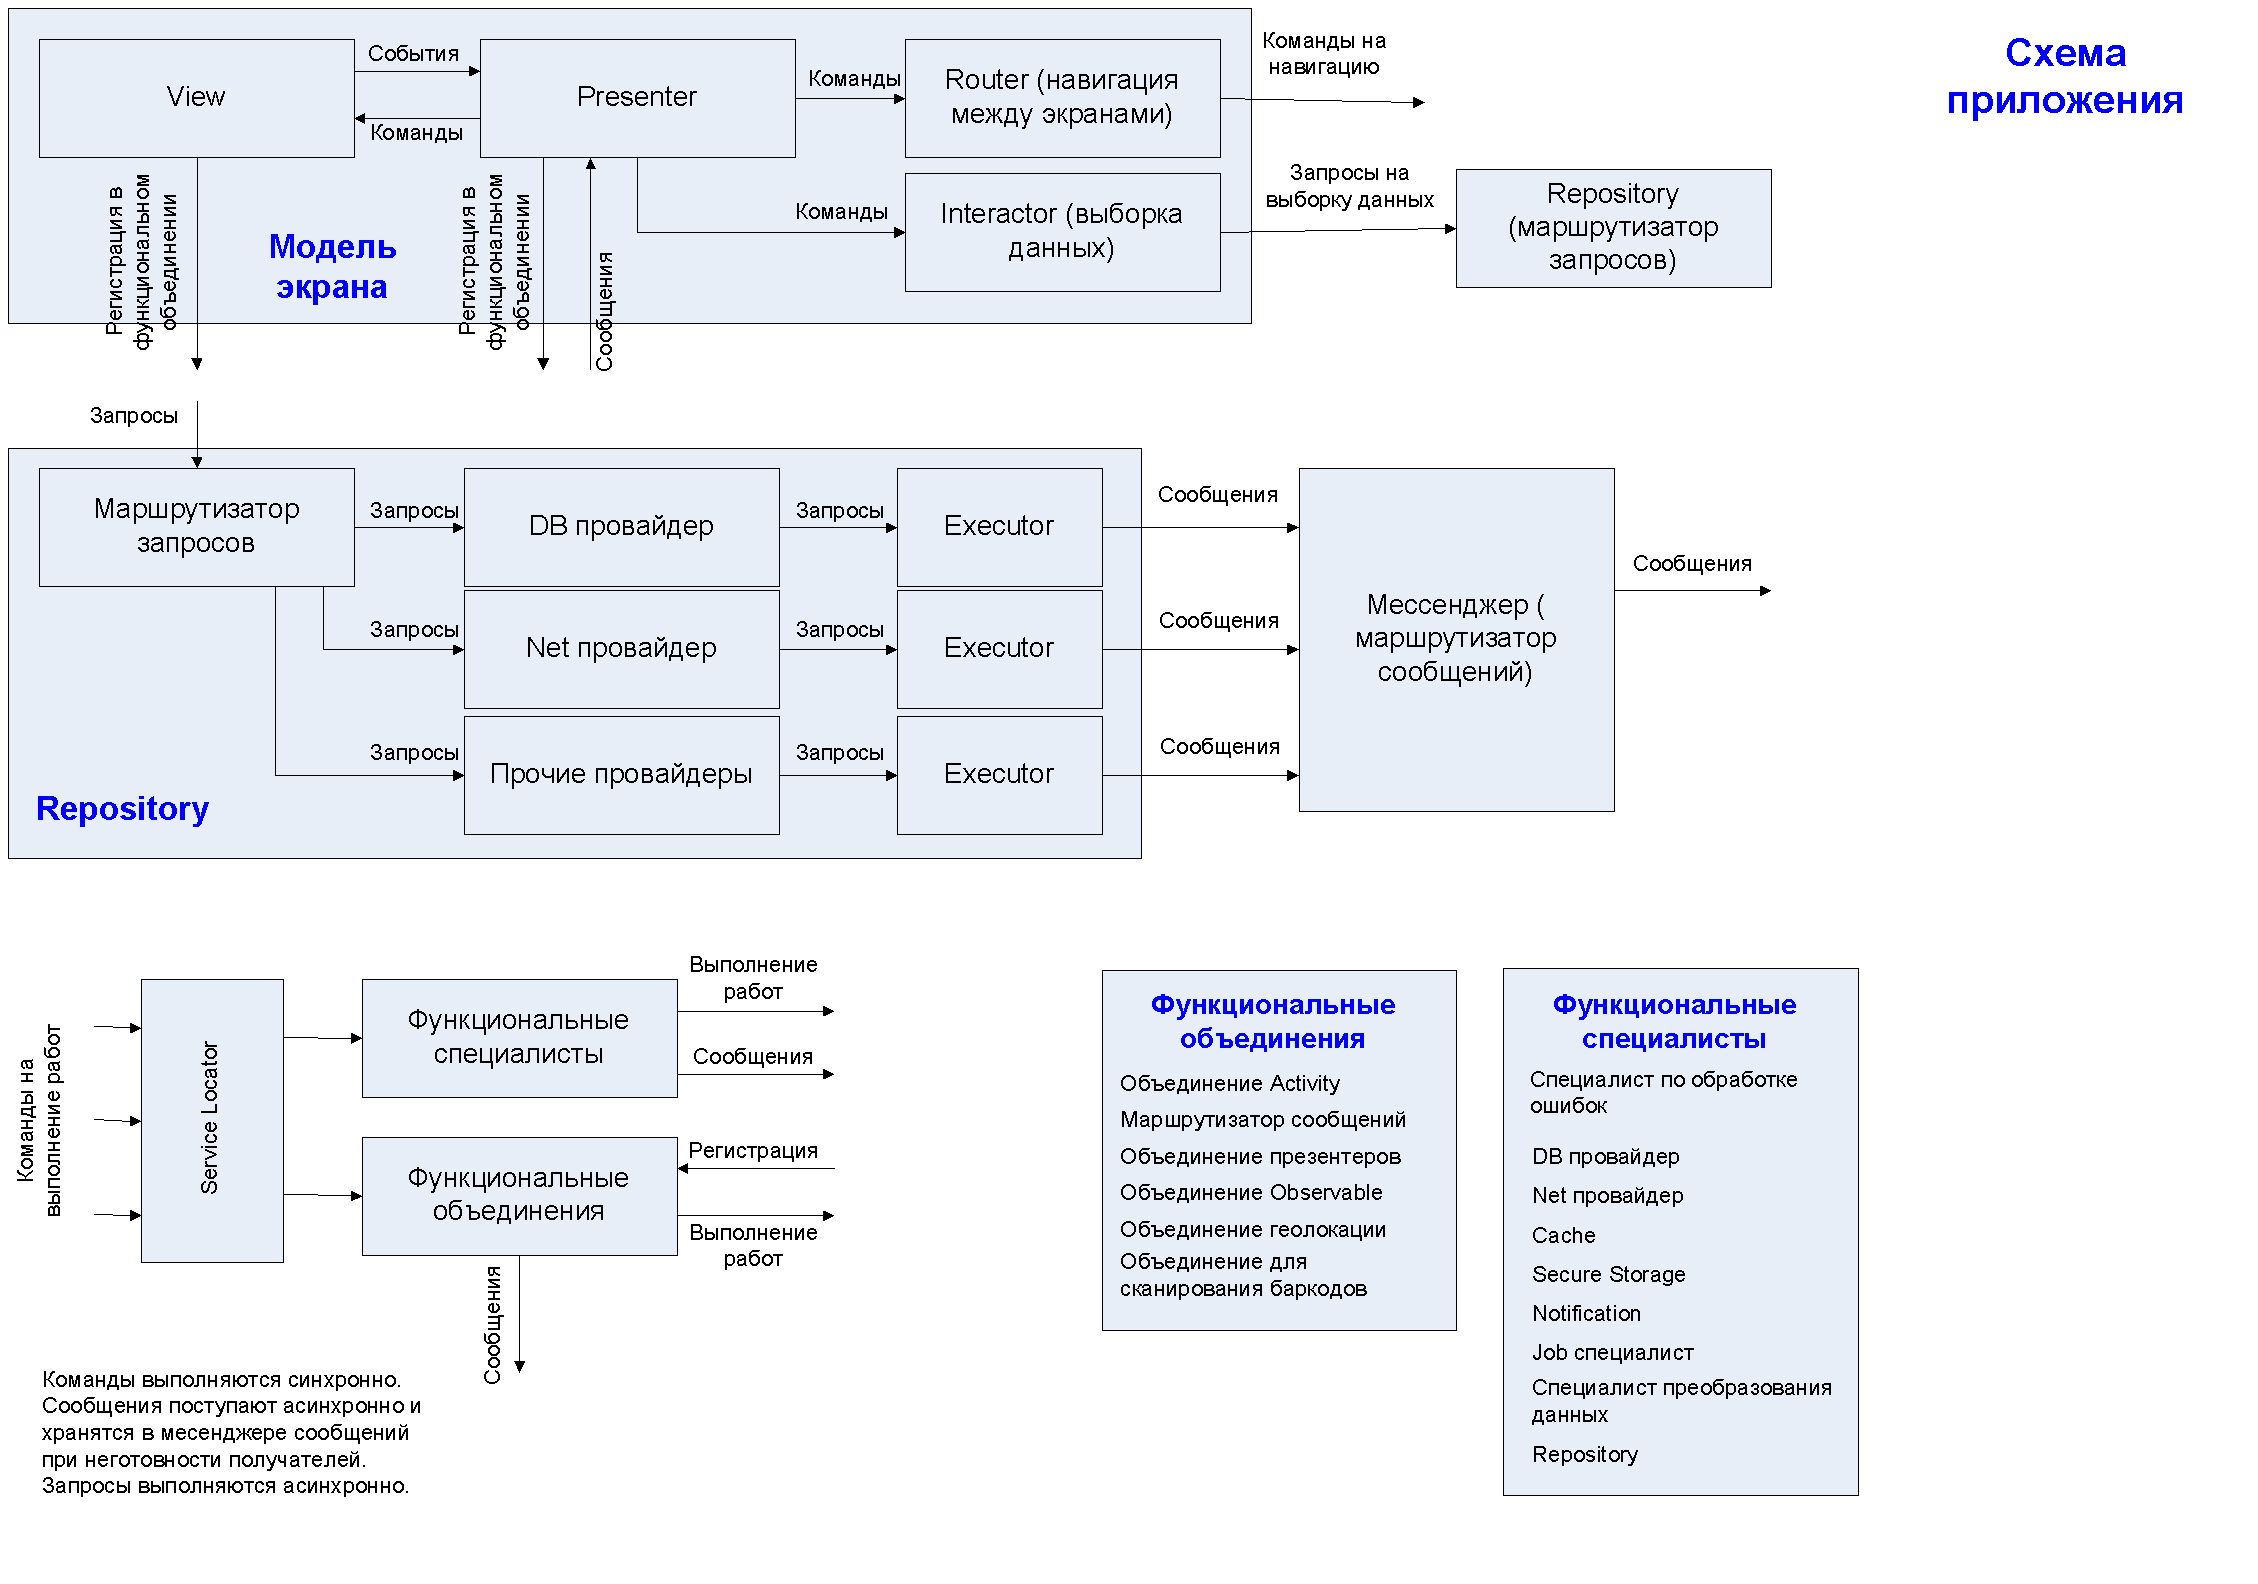 Схема
приложения
View
События
Команды
Presenter
Команды
Router (навигация
между экранами)
Команды на
навигацию
Команды
Interactor (выборка
данных)
Запросы на
выборку данных
Repository
(маршрутизатор
запросов)
Регистрация в
функциональном
объединении
Модель
экрана
Регистрация в
функциональном
объединении
Сообщения
Запросы
Маршрутизатор
запросов
Запросы
DB провайдер
Запросы
Executor
Сообщения
Запросы
Net провайдер
Запросы
Executor
Сообщения
Запросы
Прочие провайдеры
Запросы
Executor
Сообщения
Repository
Мессенджер (
маршрутизатор
сообщений)
Сообщения
Команды на
выполнение работ
Service Locator
Функциональные
специалисты
Выполнение
работ
Сообщения
Функциональные
объединения
Регистрация
Выполнение
работ
Сообщения
Функциональные
объединения
Объединение Activity
Маршрутизатор сообщений
Объединение презентеров
Объединение Observable
Объединение геолокации
Объединение для
сканирования баркодов
Функциональные
специалисты
Специалист по обработке
ошибок
DB провайдер
Net провайдер
Cache
Secure Storage
Notification
Job специалист
Специалист преобразования
данных
Repository
Команды выполняются синхронно.
Сообщения поступают асинхронно и
хранятся в месенджере сообщений
при неготовности получателей.
Запросы выполняются асинхронно.